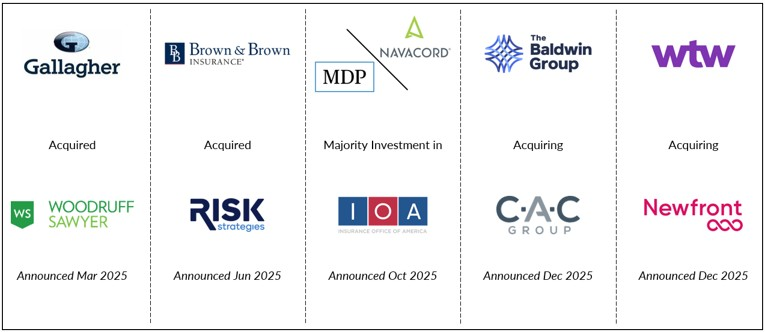 Gallagher
Acquired
WS
WOODRUFF
SAWYER
Announced Mar 2025
BB
Brown & Brown
INSURANCE®
Acquired
RISK
strategies
Announced Jun 2025
NAVACORD®
MDP
Majority Investment in
IOA
INSURANCE OFFICE OF AMERICA
Announced Oct 2025
The
Baldwin
Group
Acquiring
C·A·C
GROUP
Announced Dec 2025
wtw
Acquiring
Newfront
Announced Dec 2025